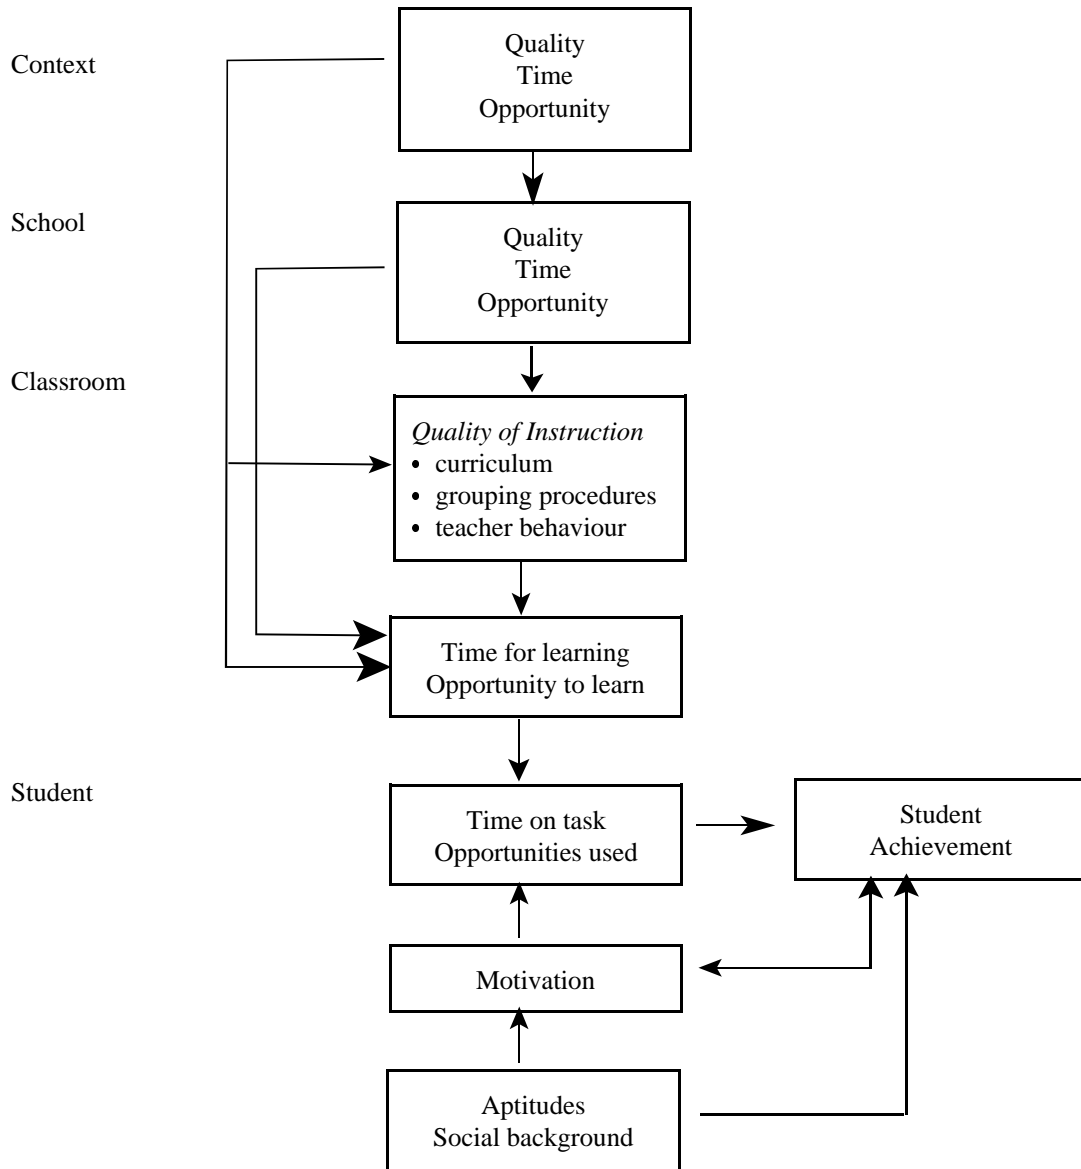 Context
Quality
Time
Opportunity
School
Quality
Time
Opportunity
Classroom
Quality of Instruction
• curriculum
• grouping procedures
• teacher behaviour
Time for learning
Opportunity to learn
Student
Time on task
Opportunities used
Student
Achievement
Motivation
Aptitudes
Social background